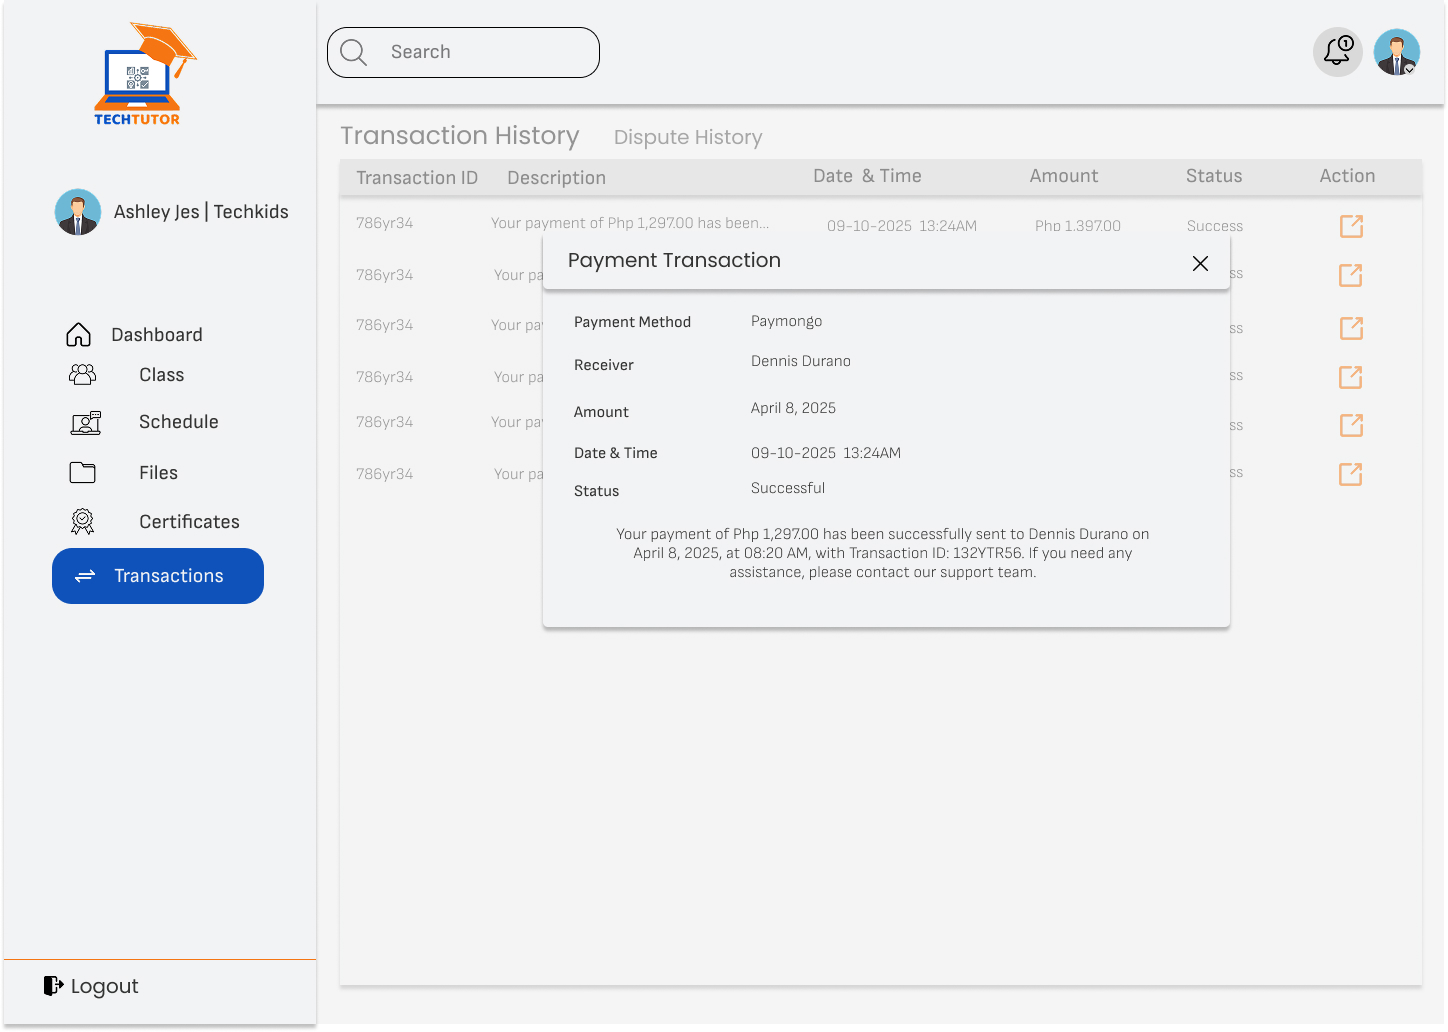 TECHTUTOR
Search
1
Ashley Jes | Techkids
Dashboard
Class
Schedule
Files
Certificates
Transactions
Logout
Transaction History Dispute History
Transaction ID Description Date & Time Amount Status Action
786yr34 Your payment of Php 1,297.00 has been... 09-10-2025 13:24AM Php 1.397.00 Success
786yr34 Your pa ss
786yr34 Your pa ss
786yr34 Your pa ss
786yr34 Your pa ss
786yr34 Your pa ss
Payment Transaction
Payment Method Paymongo
Receiver Dennis Durano
Amount April 8, 2025
Date & Time 09-10-2025 13:24AM
Status Successful
Your payment of Php 1,297.00 has been successfully sent to Dennis Durano on
April 8, 2025, at 08:20 AM, with Transaction ID: 132YTR56. If you need any
assistance, please contact our support team.